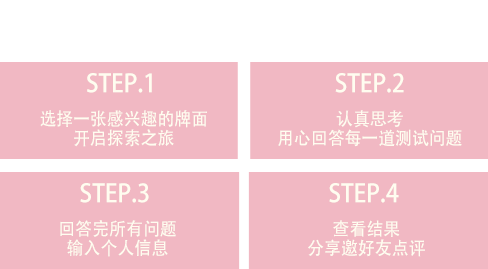 STEP.1
选择一张感兴趣的牌面
开启探索之旅
STEP.2
认真思考
用心回答每一道测试问题
STEP.3
回答完所有问题
输入个人信息
STEP.4
查看结果
分享邀好友点评